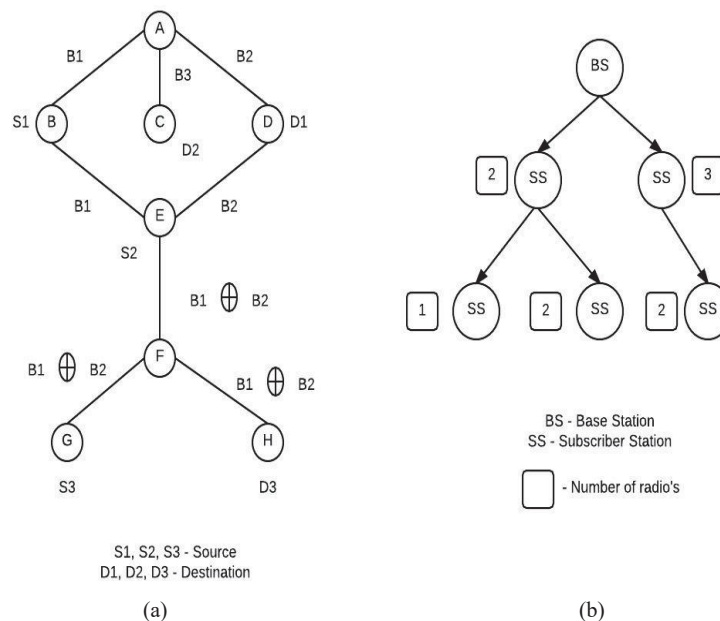 A
B1
B2
B3
S1
B
C
D
D1
D2
B1
B2
E
S2
B1 ⊕ B2
F
B1 ⊕ B2
B1 ⊕ B2
G
H
S3
D3
S1, S2, S3 - Source
D1, D2, D3 - Destination
(a)
BS
2
SS
SS
3
1
SS
2
SS
2
SS
BS - Base Station
SS - Subscriber Station
- Number of radio's
(b)